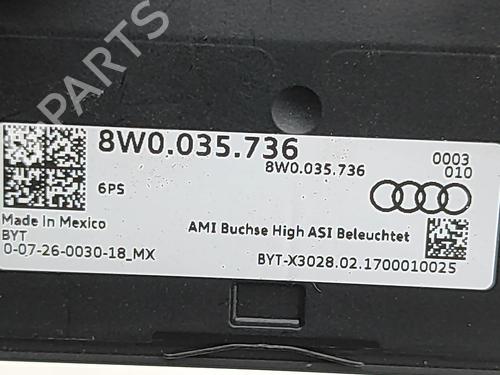 PARTS
8W0.035.736
8W0.035.736
0003
010
6PS
Made In Mexico
BYT
0-07-26-0030-18_MX
AMI Buchse High ASI Beleuchtet
BYT-X3028.02.1700010025